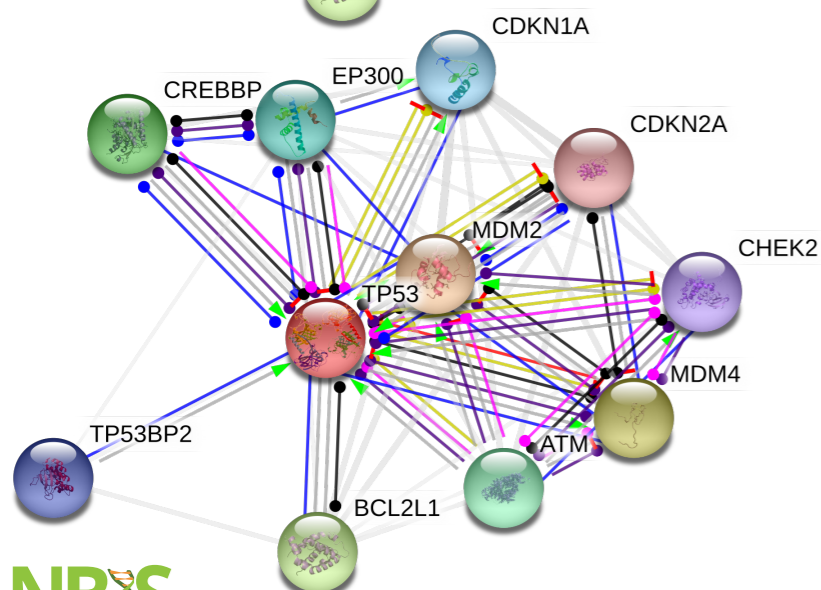 CDKN1A
EP300
CREBBP
CDKN2A
MDM2
CHEK2
TP53
MDM4
TP53BP2
ATM
BCL2L1